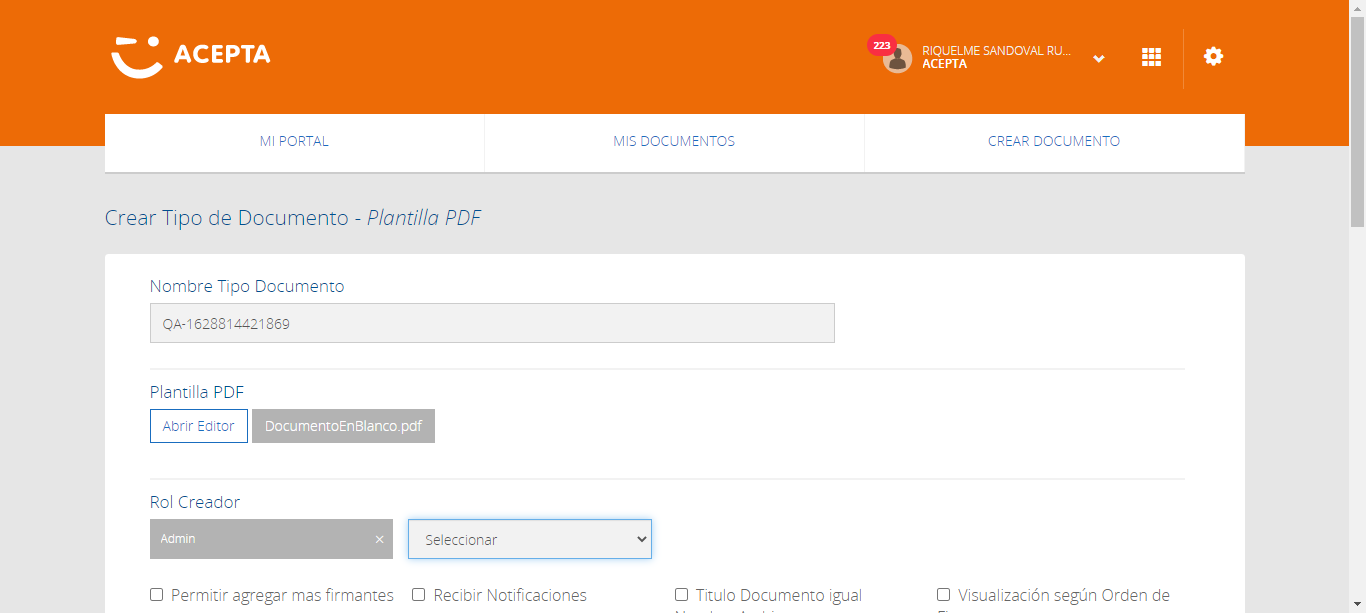 ACEPTA
223
RIQUELME SANDOVAL RU...
ACEPTA
MI PORTAL
MIS DOCUMENTOS
CREAR DOCUMENTO
Crear Tipo de Documento - Plantilla PDF
Nombre Tipo Documento
QA-1628814421869
Plantilla PDF
Abrir Editor
DocumentoEnBlanco.pdf
Rol Creador
Admin ×
Seleccionar
Permitir agregar mas firmantes
Recibir Notificaciones
Titulo Documento igual
Visualización según Orden de